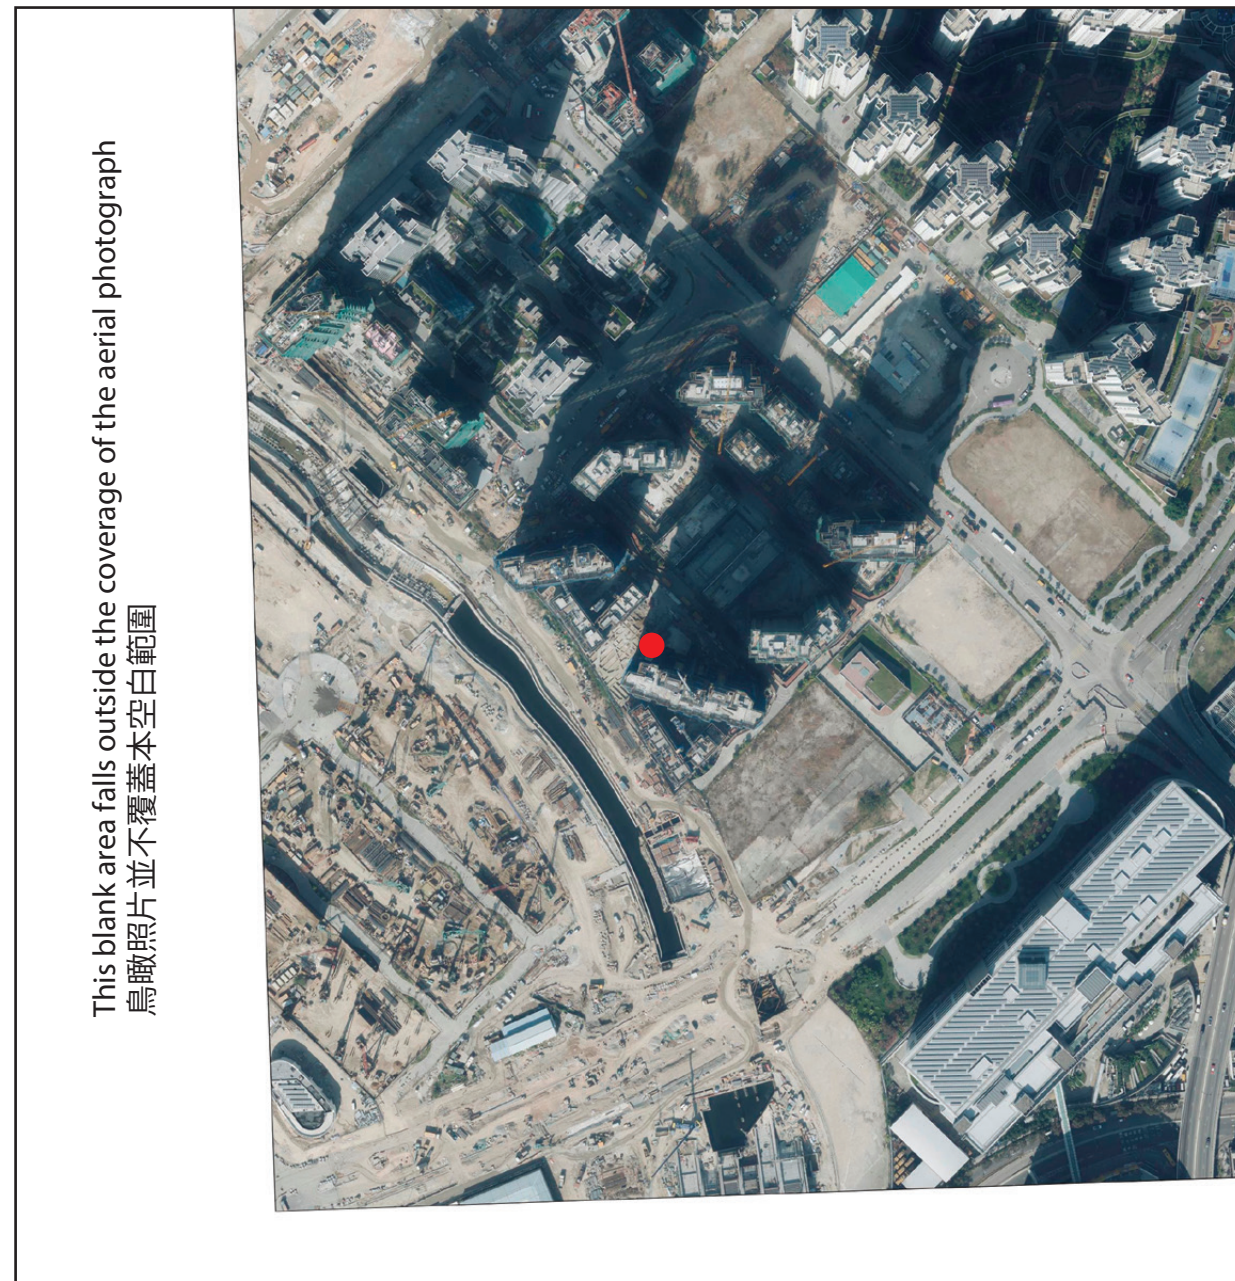 This blank area falls outside the coverage of the aerial photograph
鳥瞰照片並不覆蓋本空白範圍